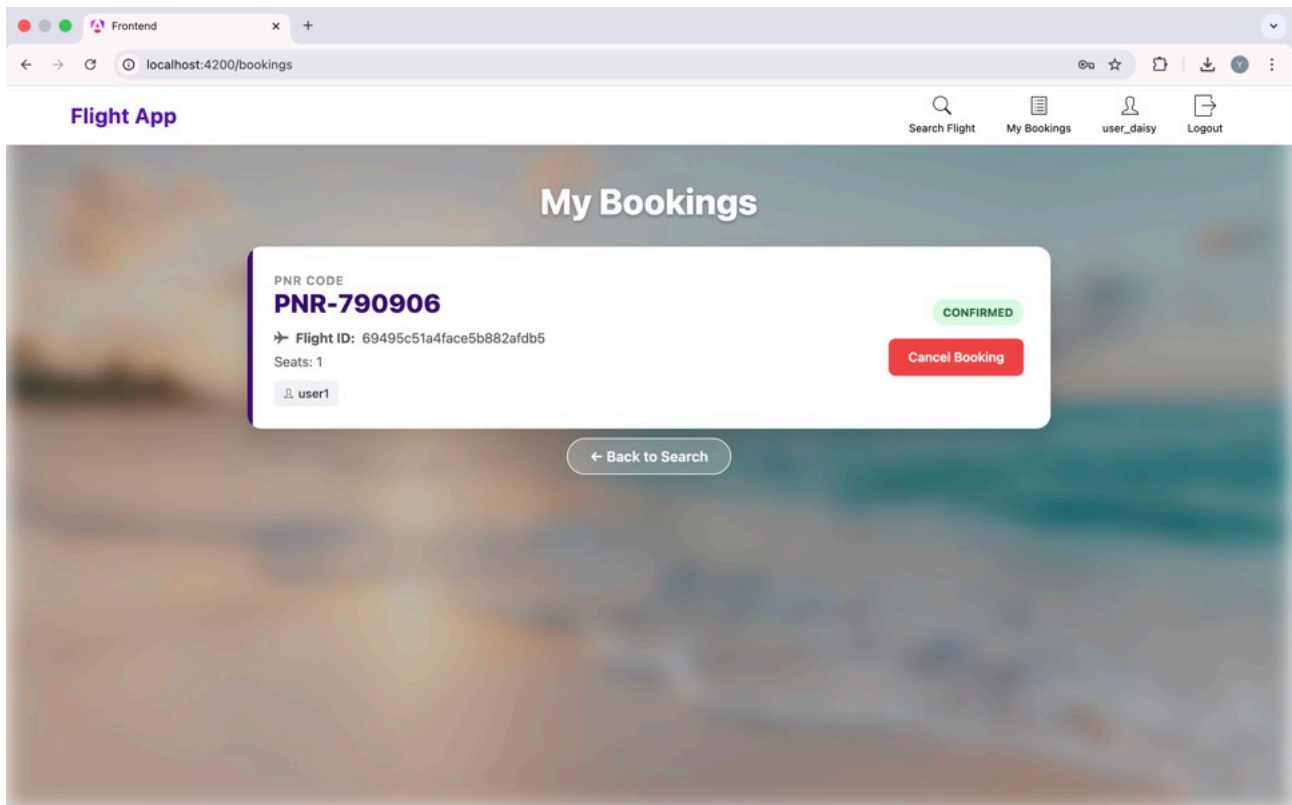 Frontend
localhost:4200/bookings
Flight App
Search Flight
My Bookings
user_daisy
Logout
My Bookings
PNR CODE
PNR-790906
Flight ID: 69495c51a4face5b882afdb5
Seats: 1
user1
CONFIRMED
Cancel Booking
← Back to Search